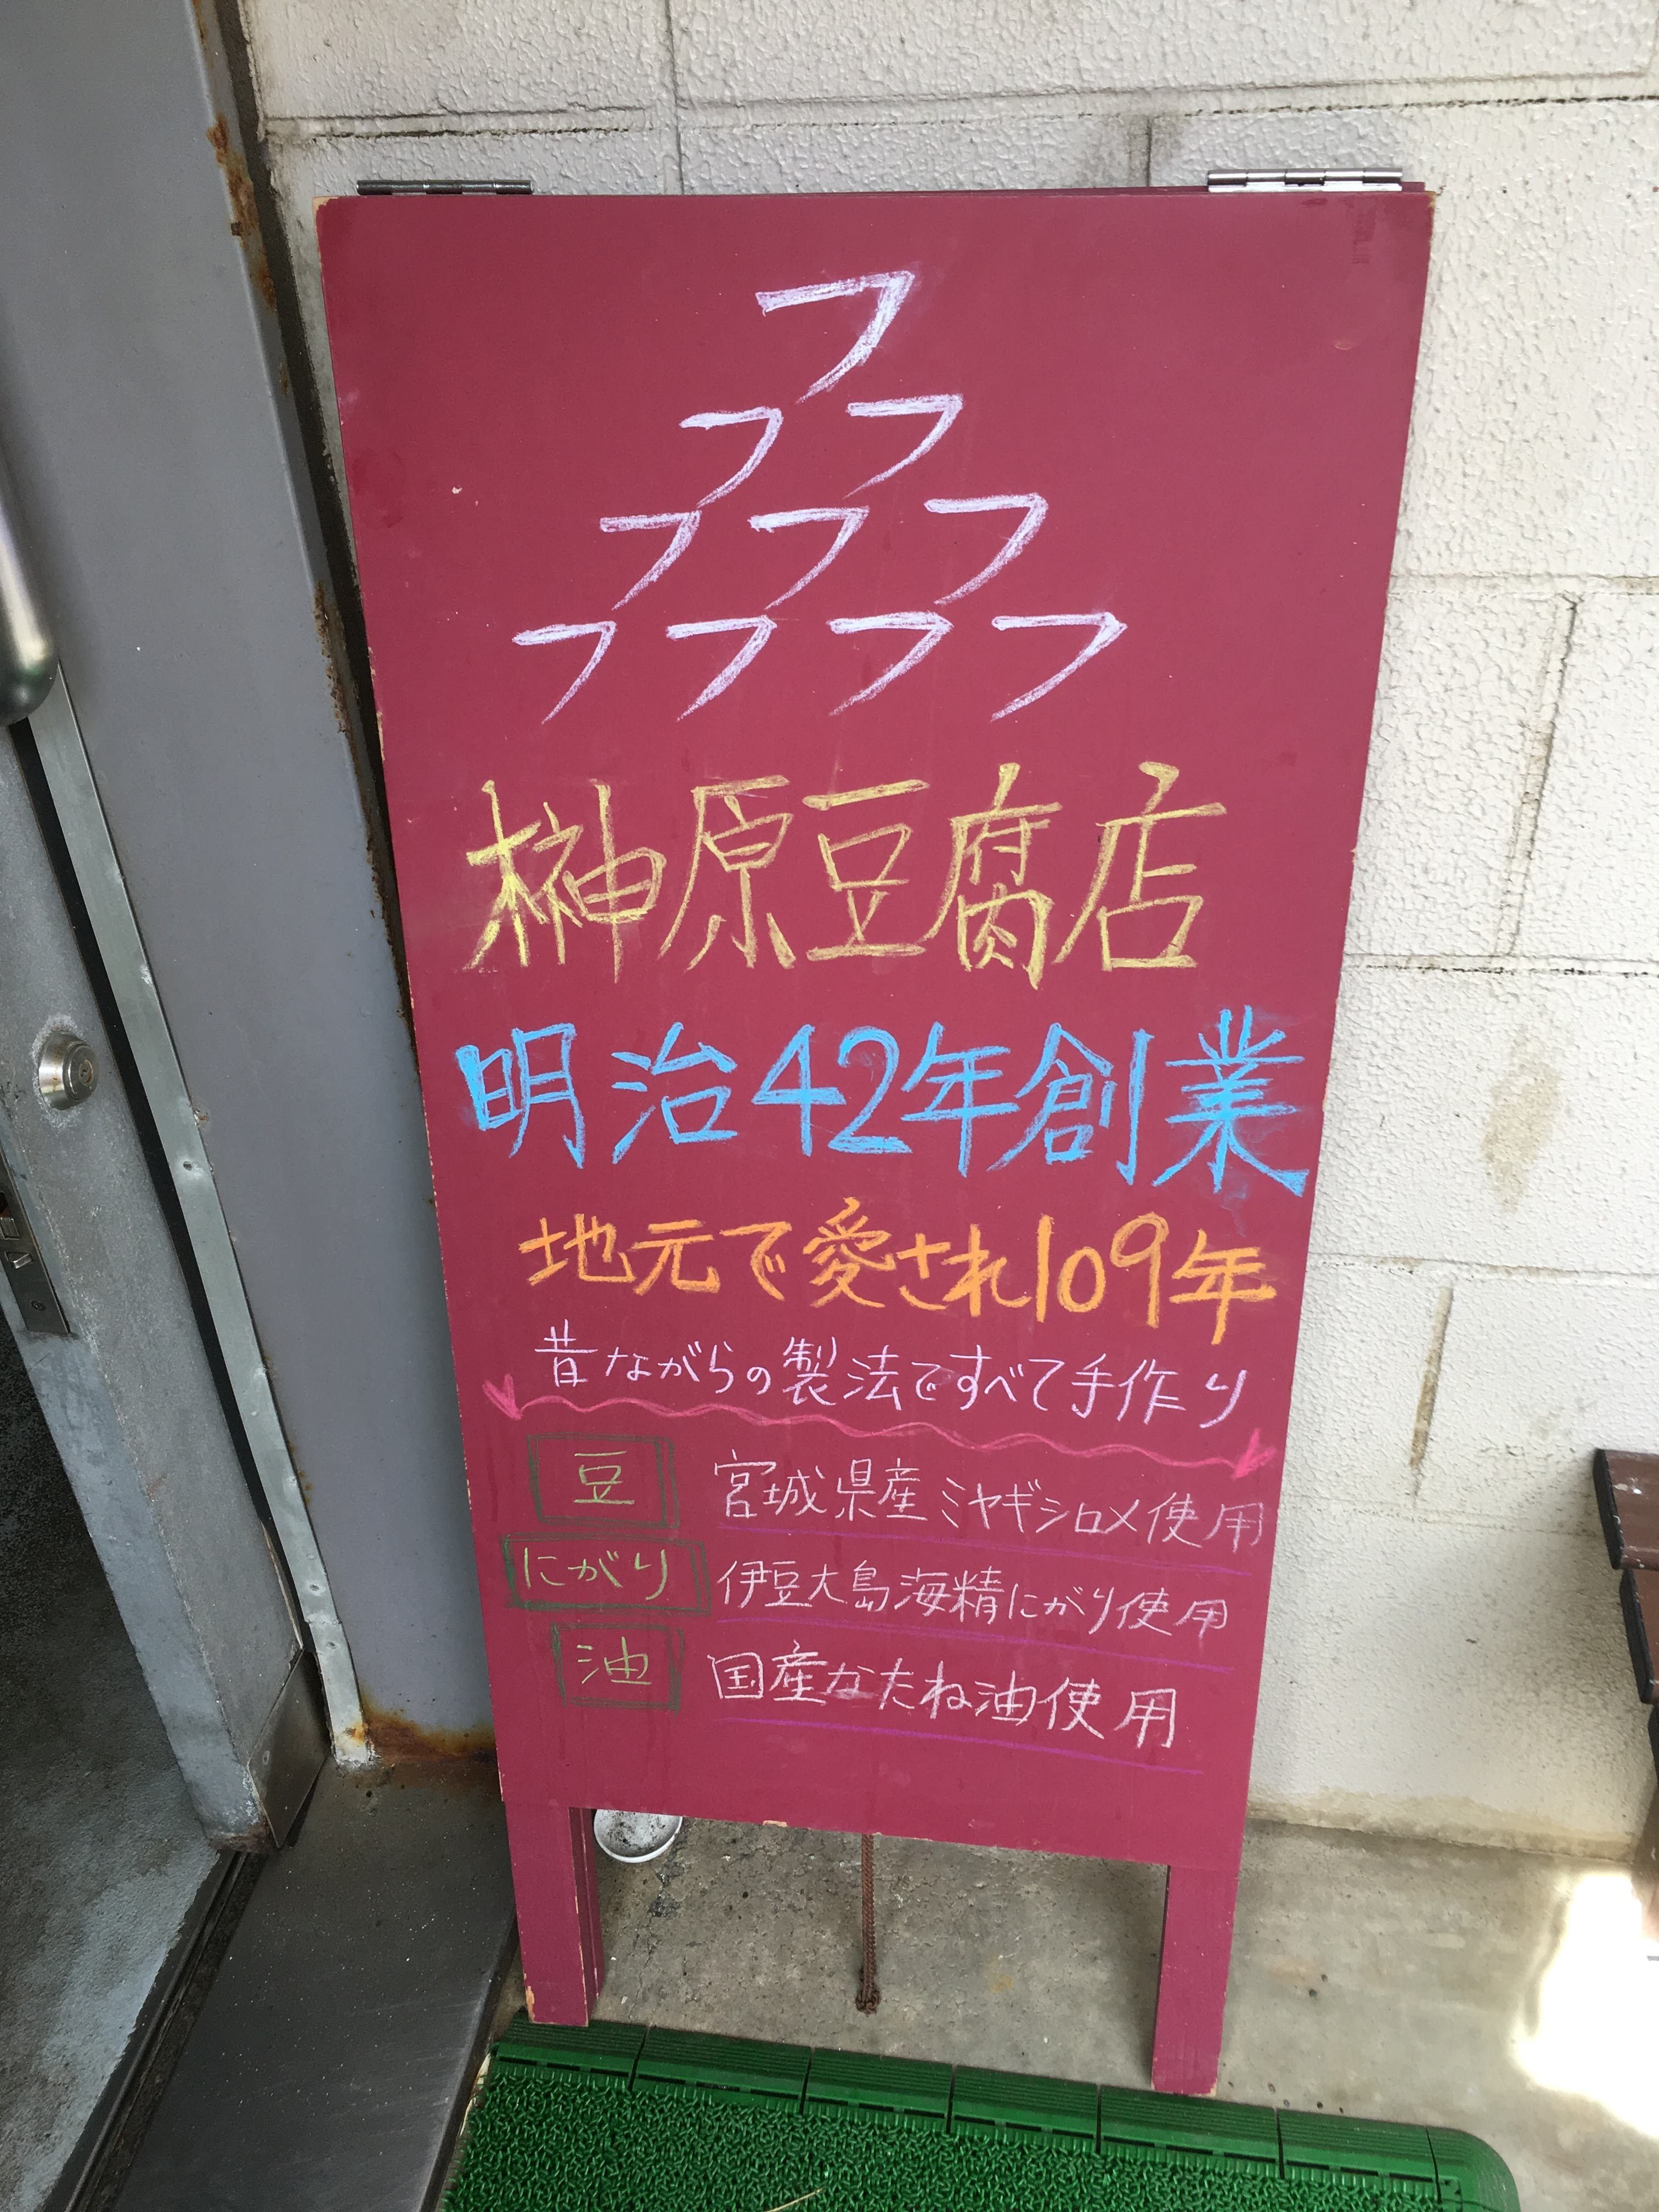 フ
フフ
フフフ
フフフフ
榊原豆腐店
明治42年創業
地元で愛され109年
昔ながらの製法ですべて手作り
豆 宮城県産ミヤギシロメ使用
にがり 伊豆大島海精にがり使用
油 国産なたね油使用